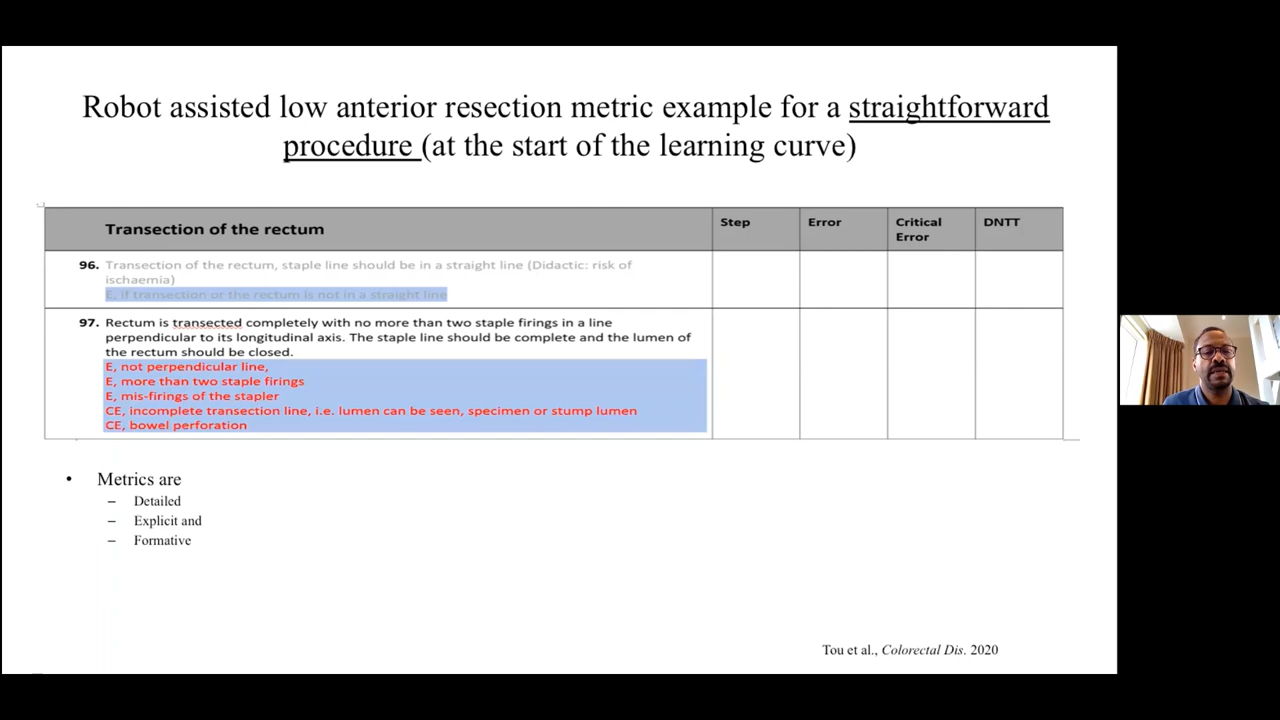 Robot assisted low anterior resection metric example for a straightforward
procedure (at the start of the learning curve)
Transection of the rectum
Step
Error
Critical
Error
DNTT
96. Transection of the rectum, staple line should be in a straight line (Didactic: risk of
ischaemia)
E, if transection or the rectum is not in a straight line
97. Rectum is transected completely with no more than two staple firings in a line
perpendicular to its longitudinal axis. The staple line should be complete and the lumen of
the rectum should be closed.
E, not perpendicular line,
E, more than two staple firings
E, mis-firings of the stapler
CE, incomplete transection line, i.e. lumen can be seen, specimen or stump lumen
CE, bowel perforation
• Metrics are
– Detailed
– Explicit and
– Formative
Tou et al., Colorectal Dis. 2020